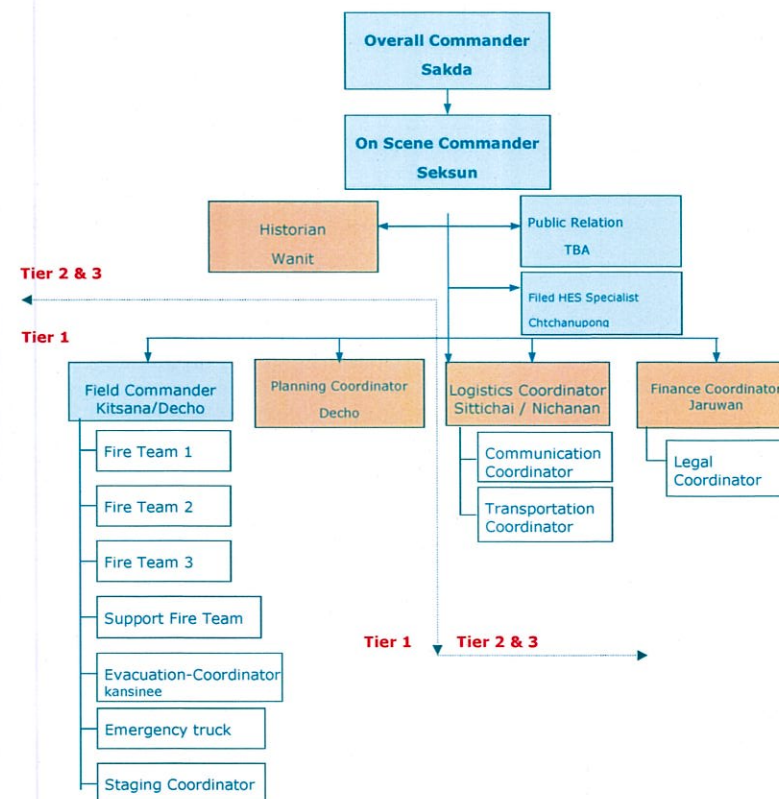 Overall Commander
Sakda
On Scene Commander
Seksun
Historian
Wanit
Public Relation
TBA
Tier 2 & 3
Filed HES Specialist
Chtchanupong
Tier 1
Field Commander
Kitsana/Decho
Planning Coordinator
Decho
Logistics Coordinator
Sittichai / Nichanan
Finance Coordinator
Jaruwan
Fire Team 1
Fire Team 2
Fire Team 3
Support Fire Team
Evacuation-Coordinator
kansinee
Emergency truck
Staging Coordinator
Communication
Coordinator
Transportation
Coordinator
Legal
Coordinator
Tier 1
Tier 2 & 3